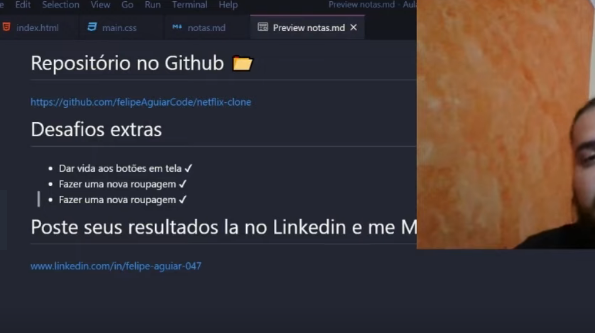 Edit Selection View Go Run Terminal Help Preview notas.md - Aul
index.html main.css notas.md Preview notas.md
Repositório no Github
https://github.com/felipeAguiarCode/netflix-clone
Desafios extras
Dar vida aos botões em tela ✓
Fazer uma nova roupagem ✓
Fazer uma nova roupagem ✓
Poste seus resultados la no Linkedin e me M
www.linkedin.com/in/felipe-aguiar-047